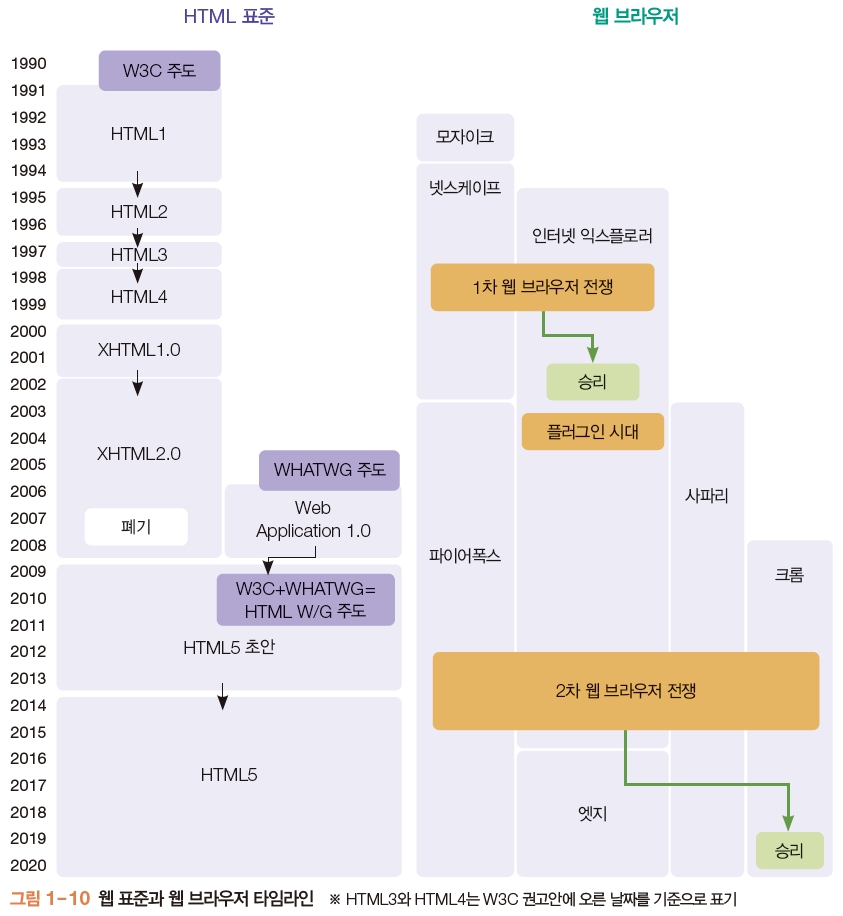 HTML 표준
웹 브라우저
1990
1991
1992
1993
1994
1995
1996
1997
1998
1999
2000
2001
2002
2003
2004
2005
2006
2007
2008
2009
2010
2011
2012
2013
2014
2015
2016
2017
2018
2019
2020
W3C 주도
HTML1
HTML2
HTML3
HTML4
XHTML1.0
XHTML2.0
폐기
WHATWG 주도
Web
Application 1.0
W3C+WHATWG=
HTML W/G 주도
HTML5 초안
HTML5
모자이크
넷스케이프
인터넷 익스플로러
1차 웹 브라우저 전쟁
승리
플러그인 시대
사파리
파이어폭스
크롬
2차 웹 브라우저 전쟁
엣지
승리
그림 1-10 웹 표준과 웹 브라우저 타임라인 ※ HTML3와 HTML4는 W3C 권고안에 오른 날짜를 기준으로 표기